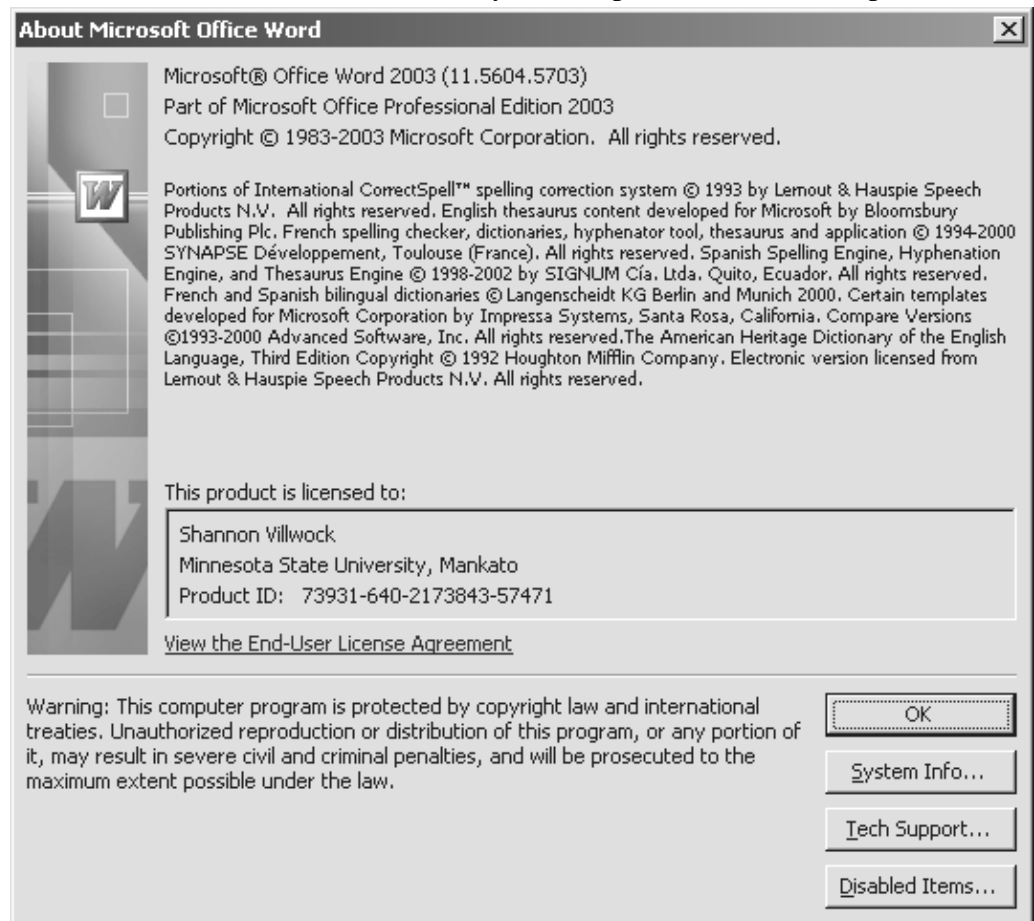 About Microsoft Office Word
Microsoft® Office Word 2003 (11.5604.5703)
Part of Microsoft Office Professional Edition 2003
Copyright © 1983-2003 Microsoft Corporation.  All rights reserved.
W
Portions of International CorrectSpell™ spelling correction system © 1993 by Lernout & Hauspie Speech
Products N.V.  All rights reserved. English thesaurus content developed for Microsoft by Bloomsbury
Publishing Plc. French spelling checker, dictionaries, hyphenator tool, thesaurus and application © 1994-2000
SYNAPSE Développement, Toulouse (France). All rights reserved. Spanish Spelling Engine, Hyphenation
Engine, and Thesaurus Engine © 1998-2002 by SIGNUM Cía. Ltda. Quito, Ecuador. All rights reserved.
French and Spanish bilingual dictionaries © Langenscheidt KG Berlin and Munich 2000. Certain templates
developed for Microsoft Corporation by Impressa Systems, Santa Rosa, California. Compare Versions
©1993-2000 Advanced Software, Inc. All rights reserved.The American Heritage Dictionary of the English
Language, Third Edition Copyright © 1992 Houghton Mifflin Company. Electronic version licensed from
Lernout & Hauspie Speech Products N.V. All rights reserved.
This product is licensed to:
Shannon Villwock
Minnesota State University, Mankato
Product ID:   73931-640-2173843-57471
View the End-User License Agreement
Warning: This computer program is protected by copyright law and international
treaties. Unauthorized reproduction or distribution of this program, or any portion of
it, may result in severe civil and criminal penalties, and will be prosecuted to the
maximum extent possible under the law.
OK
System Info...
Tech Support...
Disabled Items...